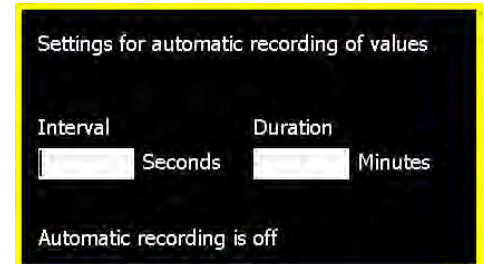 Settings for automatic recording of values
Interval Duration
Seconds Minutes
Automatic recording is off